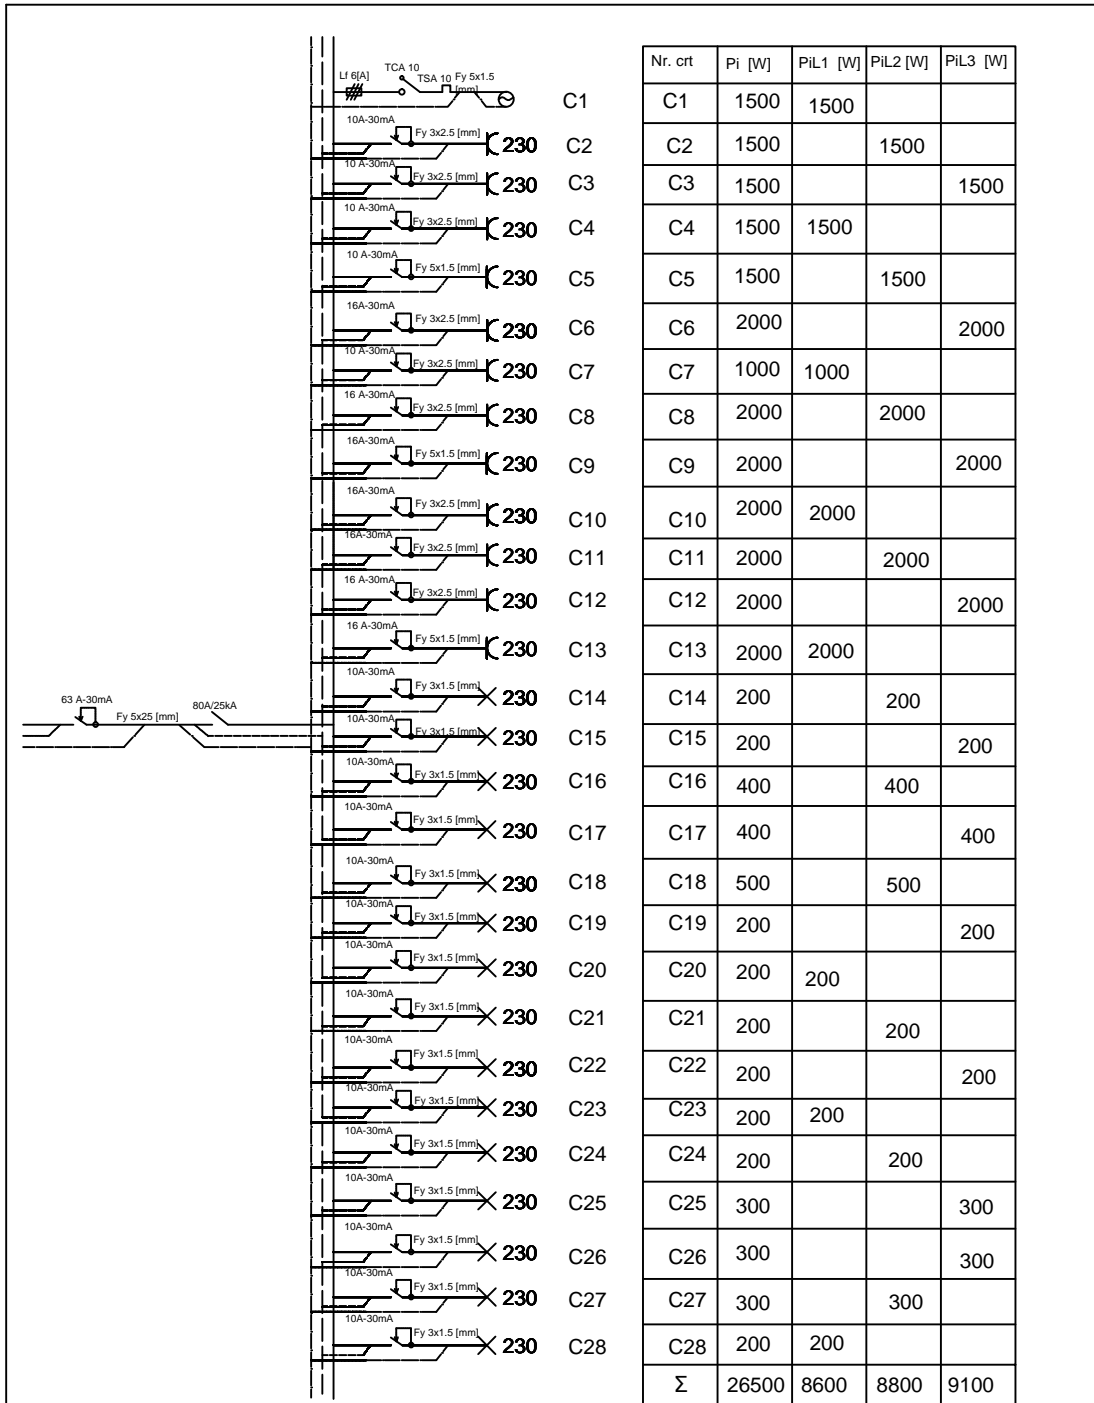 Nr. crt Pi [W] PiL1 [W] PiL2 [W] PiL3 [W]
Lf 6[A] TCA 10 TSA 10 Fy 5x1.5 [mm] C1 C1 1500 1500
10A-30mA Fy 3x2.5 [mm] 230 C2 C2 1500 1500
10 A-30mA Fy 3x2.5 [mm] 230 C3 C3 1500 1500
10 A-30mA Fy 3x2.5 [mm] 230 C4 C4 1500 1500
10 A-30mA Fy 5x1.5 [mm] 230 C5 C5 1500 1500
16A-30mA Fy 3x2.5 [mm] 230 C6 C6 2000 2000
10 A-30mA Fy 3x2.5 [mm] 230 C7 C7 1000 1000
16 A-30mA Fy 3x2.5 [mm] 230 C8 C8 2000 2000
16A-30mA Fy 5x1.5 [mm] 230 C9 C9 2000 2000
16A-30mA Fy 3x2.5 [mm] 230 C10 C10 2000 2000
16A-30mA Fy 3x2.5 [mm] 230 C11 C11 2000 2000
16 A-30mA Fy 3x2.5 [mm] 230 C12 C12 2000 2000
16 A-30mA Fy 5x1.5 [mm] 230 C13 C13 2000 2000
10A-30mA Fy 3x1.5 [mm] 230 C14 C14 200 200
63 A-30mA Fy 5x25 [mm] 80A/25kA
10A-30mA Fy 3x1.5 [mm] 230 C15 C15 200 200
10A-30mA Fy 3x1.5 [mm] 230 C16 C16 400 400
10A-30mA Fy 3x1.5 [mm] 230 C17 C17 400 400
10A-30mA Fy 3x1.5 [mm] 230 C18 C18 500 500
10A-30mA Fy 3x1.5 [mm] 230 C19 C19 200 200
10A-30mA Fy 3x1.5 [mm] 230 C20 C20 200 200
10A-30mA Fy 3x1.5 [mm] 230 C21 C21 200 200
10A-30mA Fy 3x1.5 [mm] 230 C22 C22 200 200
10A-30mA Fy 3x1.5 [mm] 230 C23 C23 200 200
10A-30mA Fy 3x1.5 [mm] 230 C24 C24 200 200
10A-30mA Fy 3x1.5 [mm] 230 C25 C25 300 300
10A-30mA Fy 3x1.5 [mm] 230 C26 C26 300 300
10A-30mA Fy 3x1.5 [mm] 230 C27 C27 300 300
10A-30mA Fy 3x1.5 [mm] 230 C28 C28 200 200
Σ 26500 8600 8800 9100